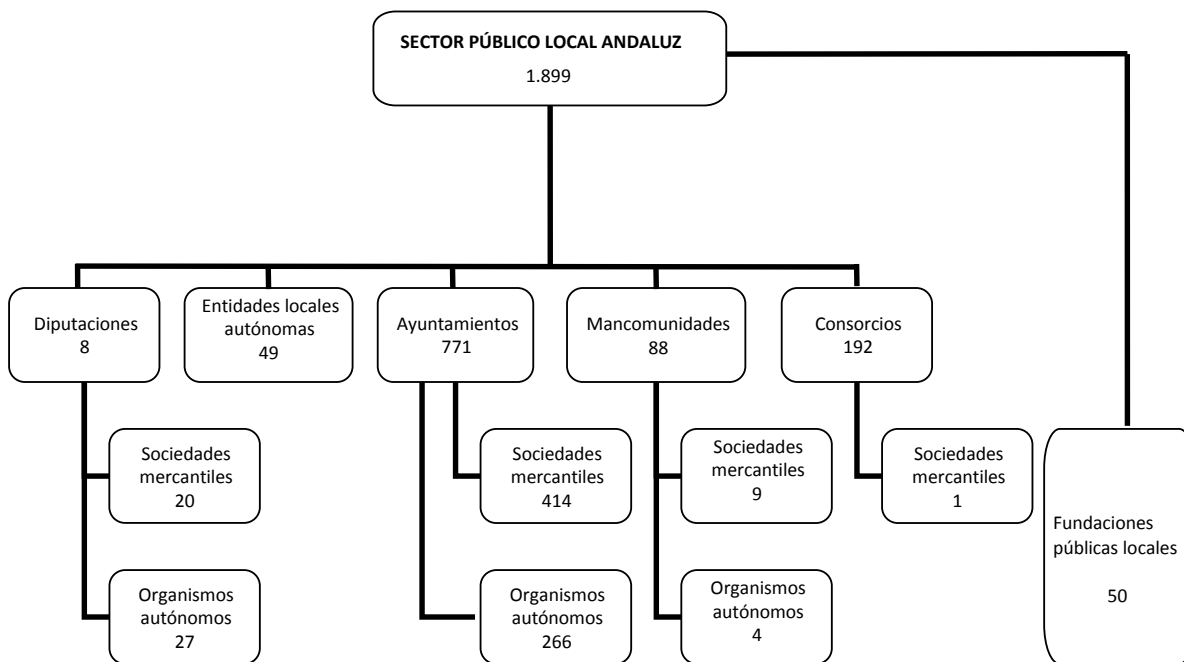 SECTOR PÚBLICO LOCAL ANDALUZ
1.899
Diputaciones
8
Entidades locales
autónomas
49
Ayuntamientos
771
Mancomunidades
88
Consorcios
192
Sociedades
mercantiles
20
Sociedades
mercantiles
414
Sociedades
mercantiles
9
Sociedades
mercantiles
1
Fundaciones
públicas locales
50
Organismos
autónomos
27
Organismos
autónomos
266
Organismos
autónomos
4